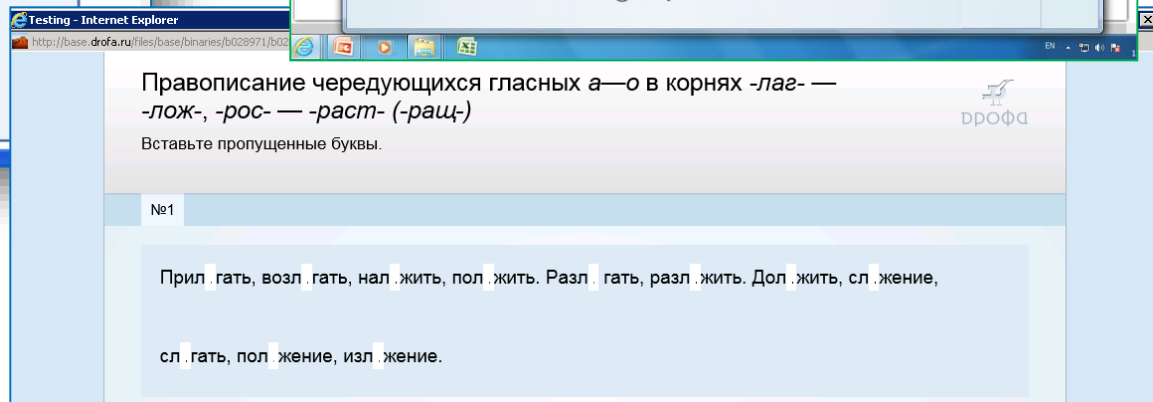 Testing - Internet Explorer
http://base.drofa.ru/files/base/binaries/b028971/b02
EN
Правописание чередующихся гласных а—о в корнях -лаг- —
-лож-, -рос- — -раст- (-ращ-)
дрофа
Вставьте пропущенные буквы.
№1
Прил.гать, возл.гать, нал.жить, пол.жить. Разл. гать, разл.жить. Дол.жить, сл.жение,
сл.гать, пол.жение, изл.жение.